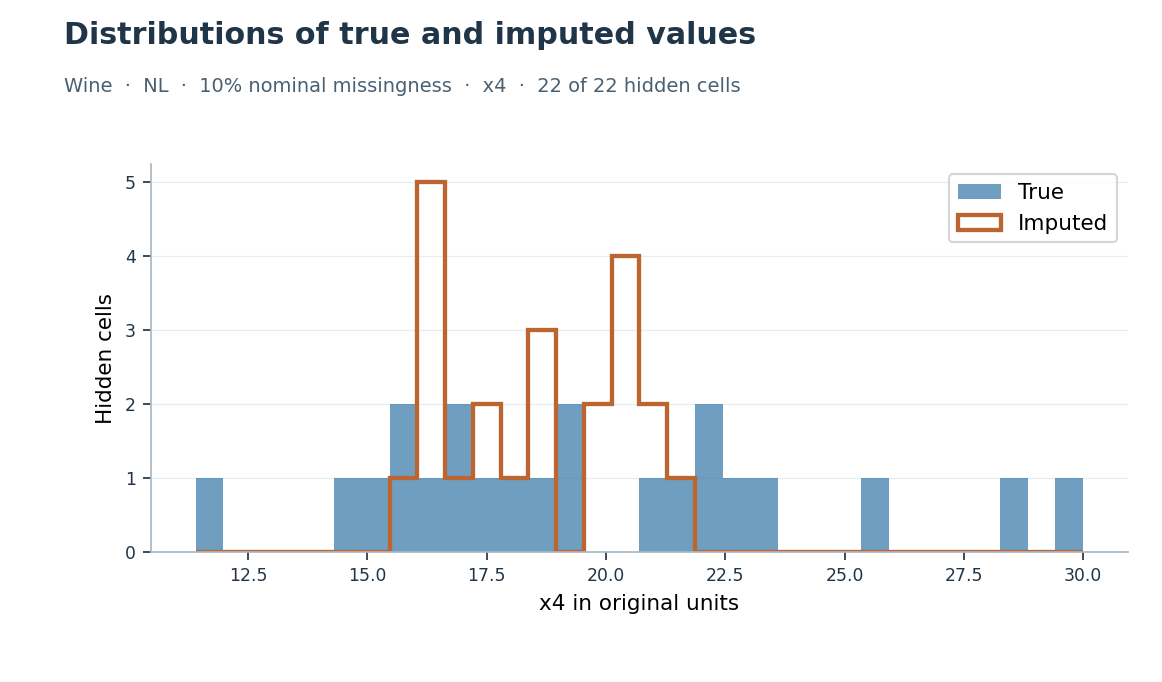 Distributions of true and imputed values
Wine · NL · 10% nominal missingness · x4 · 22 of 22 hidden cells
True
Imputed
Hidden cells
5
4
3
2
1
0
12.5 15.0 17.5 20.0 22.5 25.0 27.5 30.0
x4 in original units